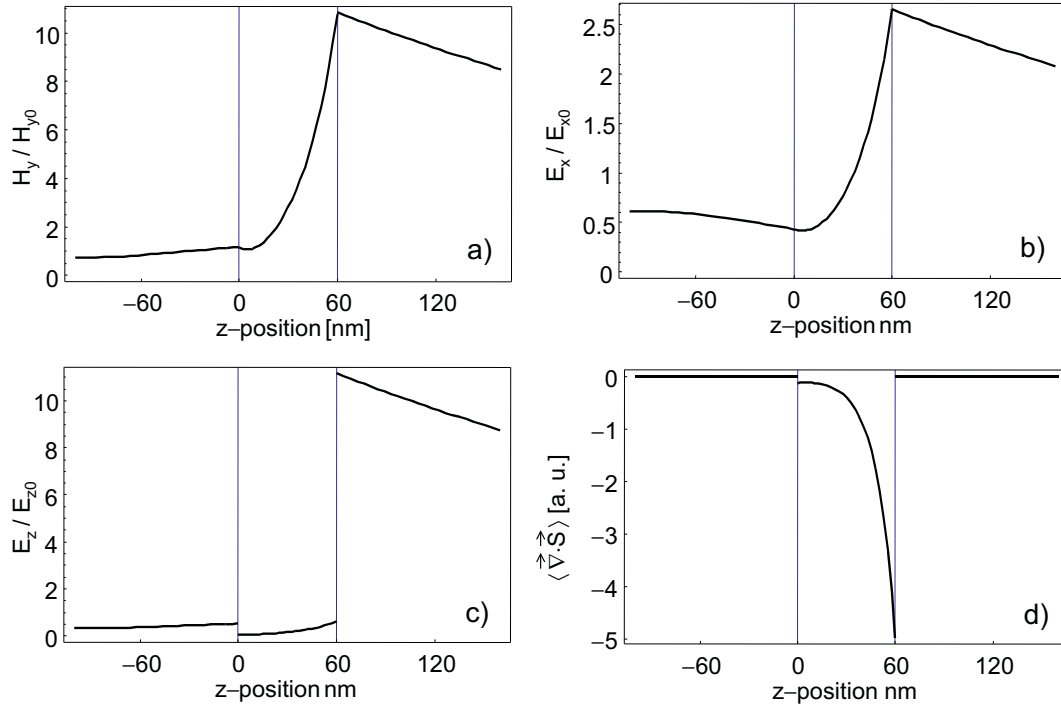 10
8
6
4
2
0
H_y / H_y0
−60 0 60 120
z−position [nm]
a)
2.5
2
1.5
1
0.5
0
E_x / E_x0
−60 0 60 120
z−position nm
b)
10
8
6
4
2
0
E_z / E_z0
−60 0 60 120
z−position nm
c)
0
−1
−2
−3
−4
−5
⟨ ∇⃗·S⃗ ⟩ [a. u.]
−60 0 60 120
z−position nm
d)